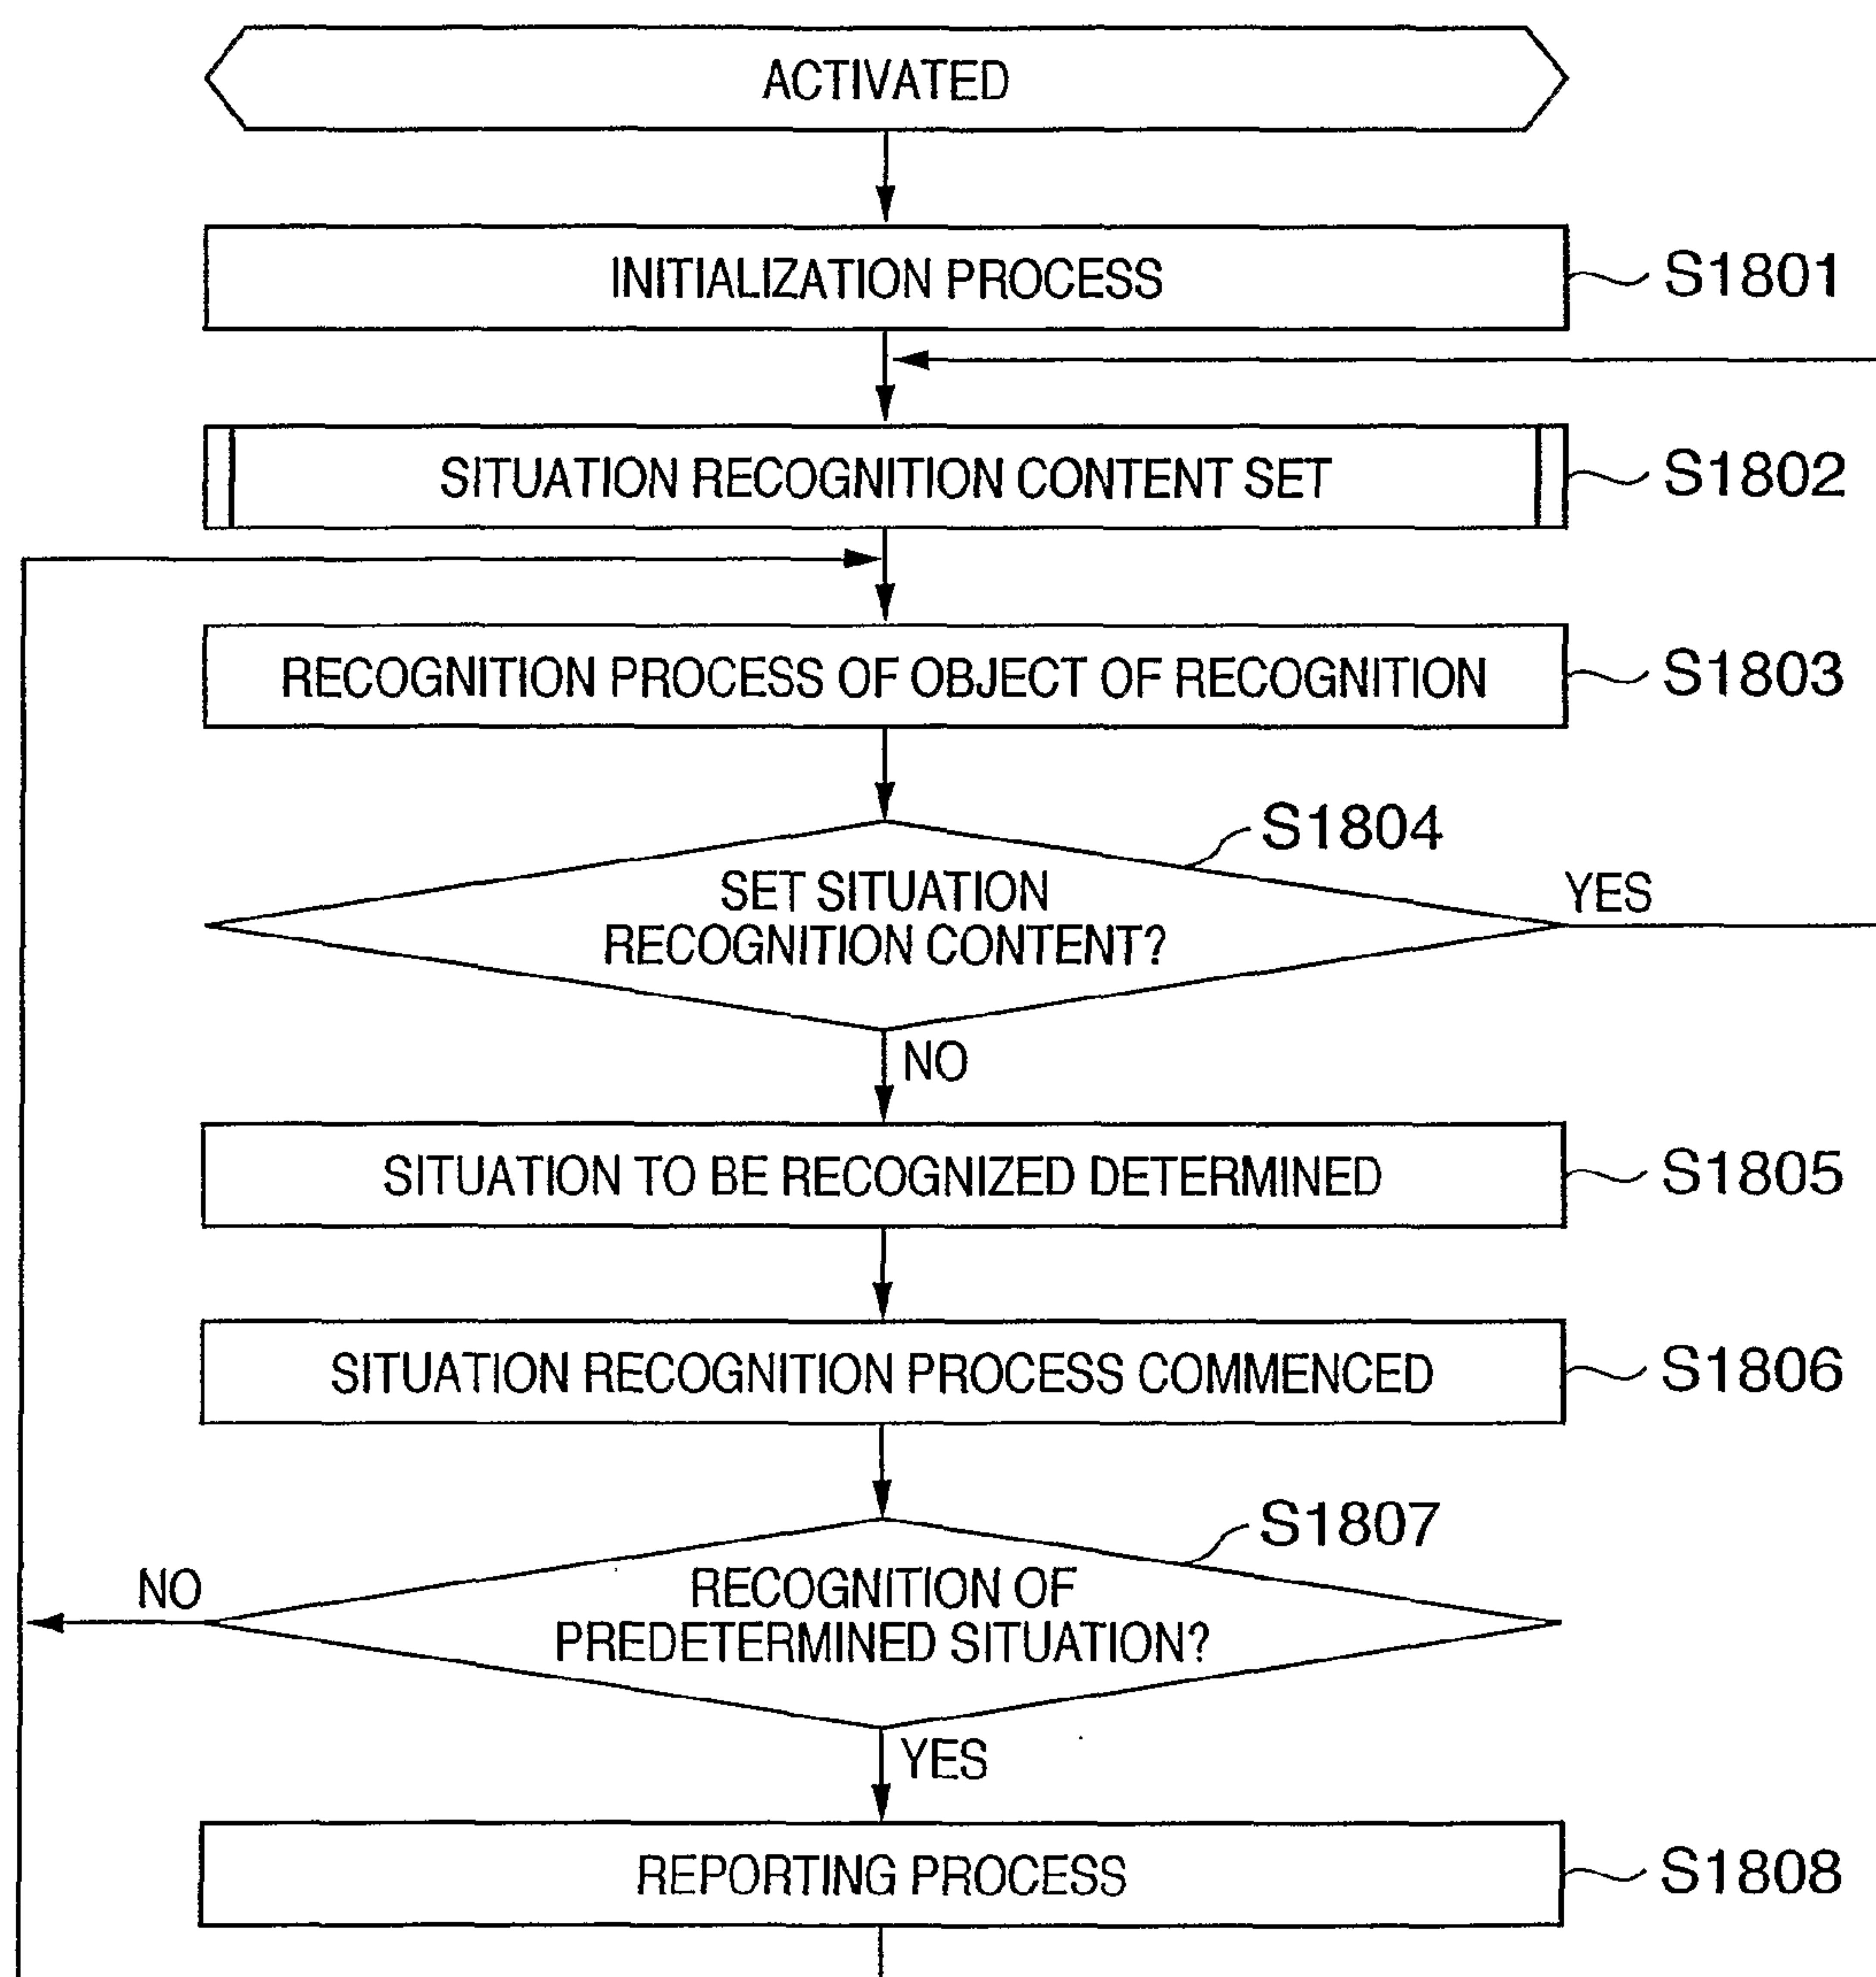 ACTIVATED
INITIALIZATION PROCESS
S1801
SITUATION RECOGNITION CONTENT SET
S1802
RECOGNITION PROCESS OF OBJECT OF RECOGNITION
S1803
S1804
SET SITUATION
RECOGNITION CONTENT?
YES
NO
SITUATION TO BE RECOGNIZED DETERMINED
S1805
SITUATION RECOGNITION PROCESS COMMENCED
S1806
S1807
RECOGNITION OF
PREDETERMINED SITUATION?
NO
YES
REPORTING PROCESS
S1808